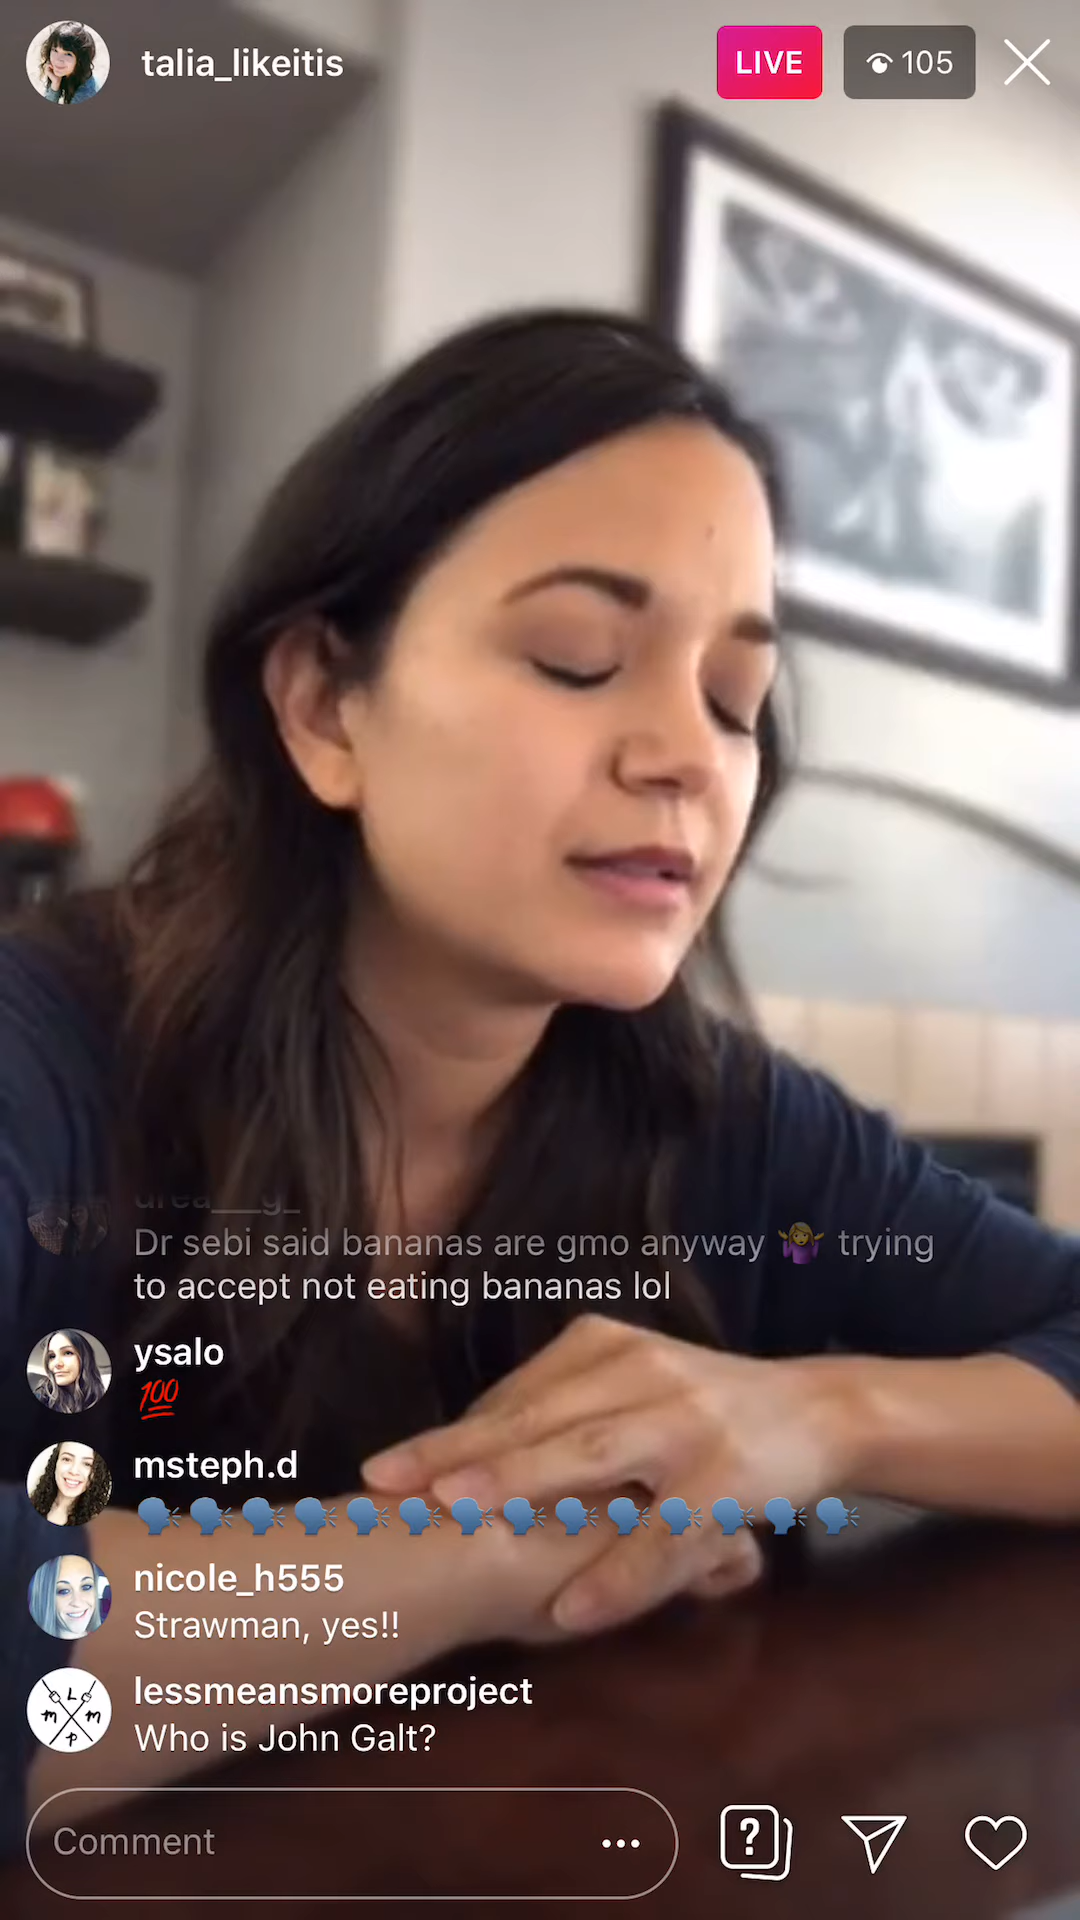 talia_likeitis
LIVE
105
Dr sebi said bananas are gmo anyway 🤷‍♀️ trying
to accept not eating bananas lol
ysalo
💯
msteph.d
🗣🗣🗣🗣🗣🗣🗣🗣🗣🗣🗣🗣🗣🗣
nicole_h555
Strawman, yes!!
L
m m
P
lessmeansmoreproject
Who is John Galt?
Comment
?